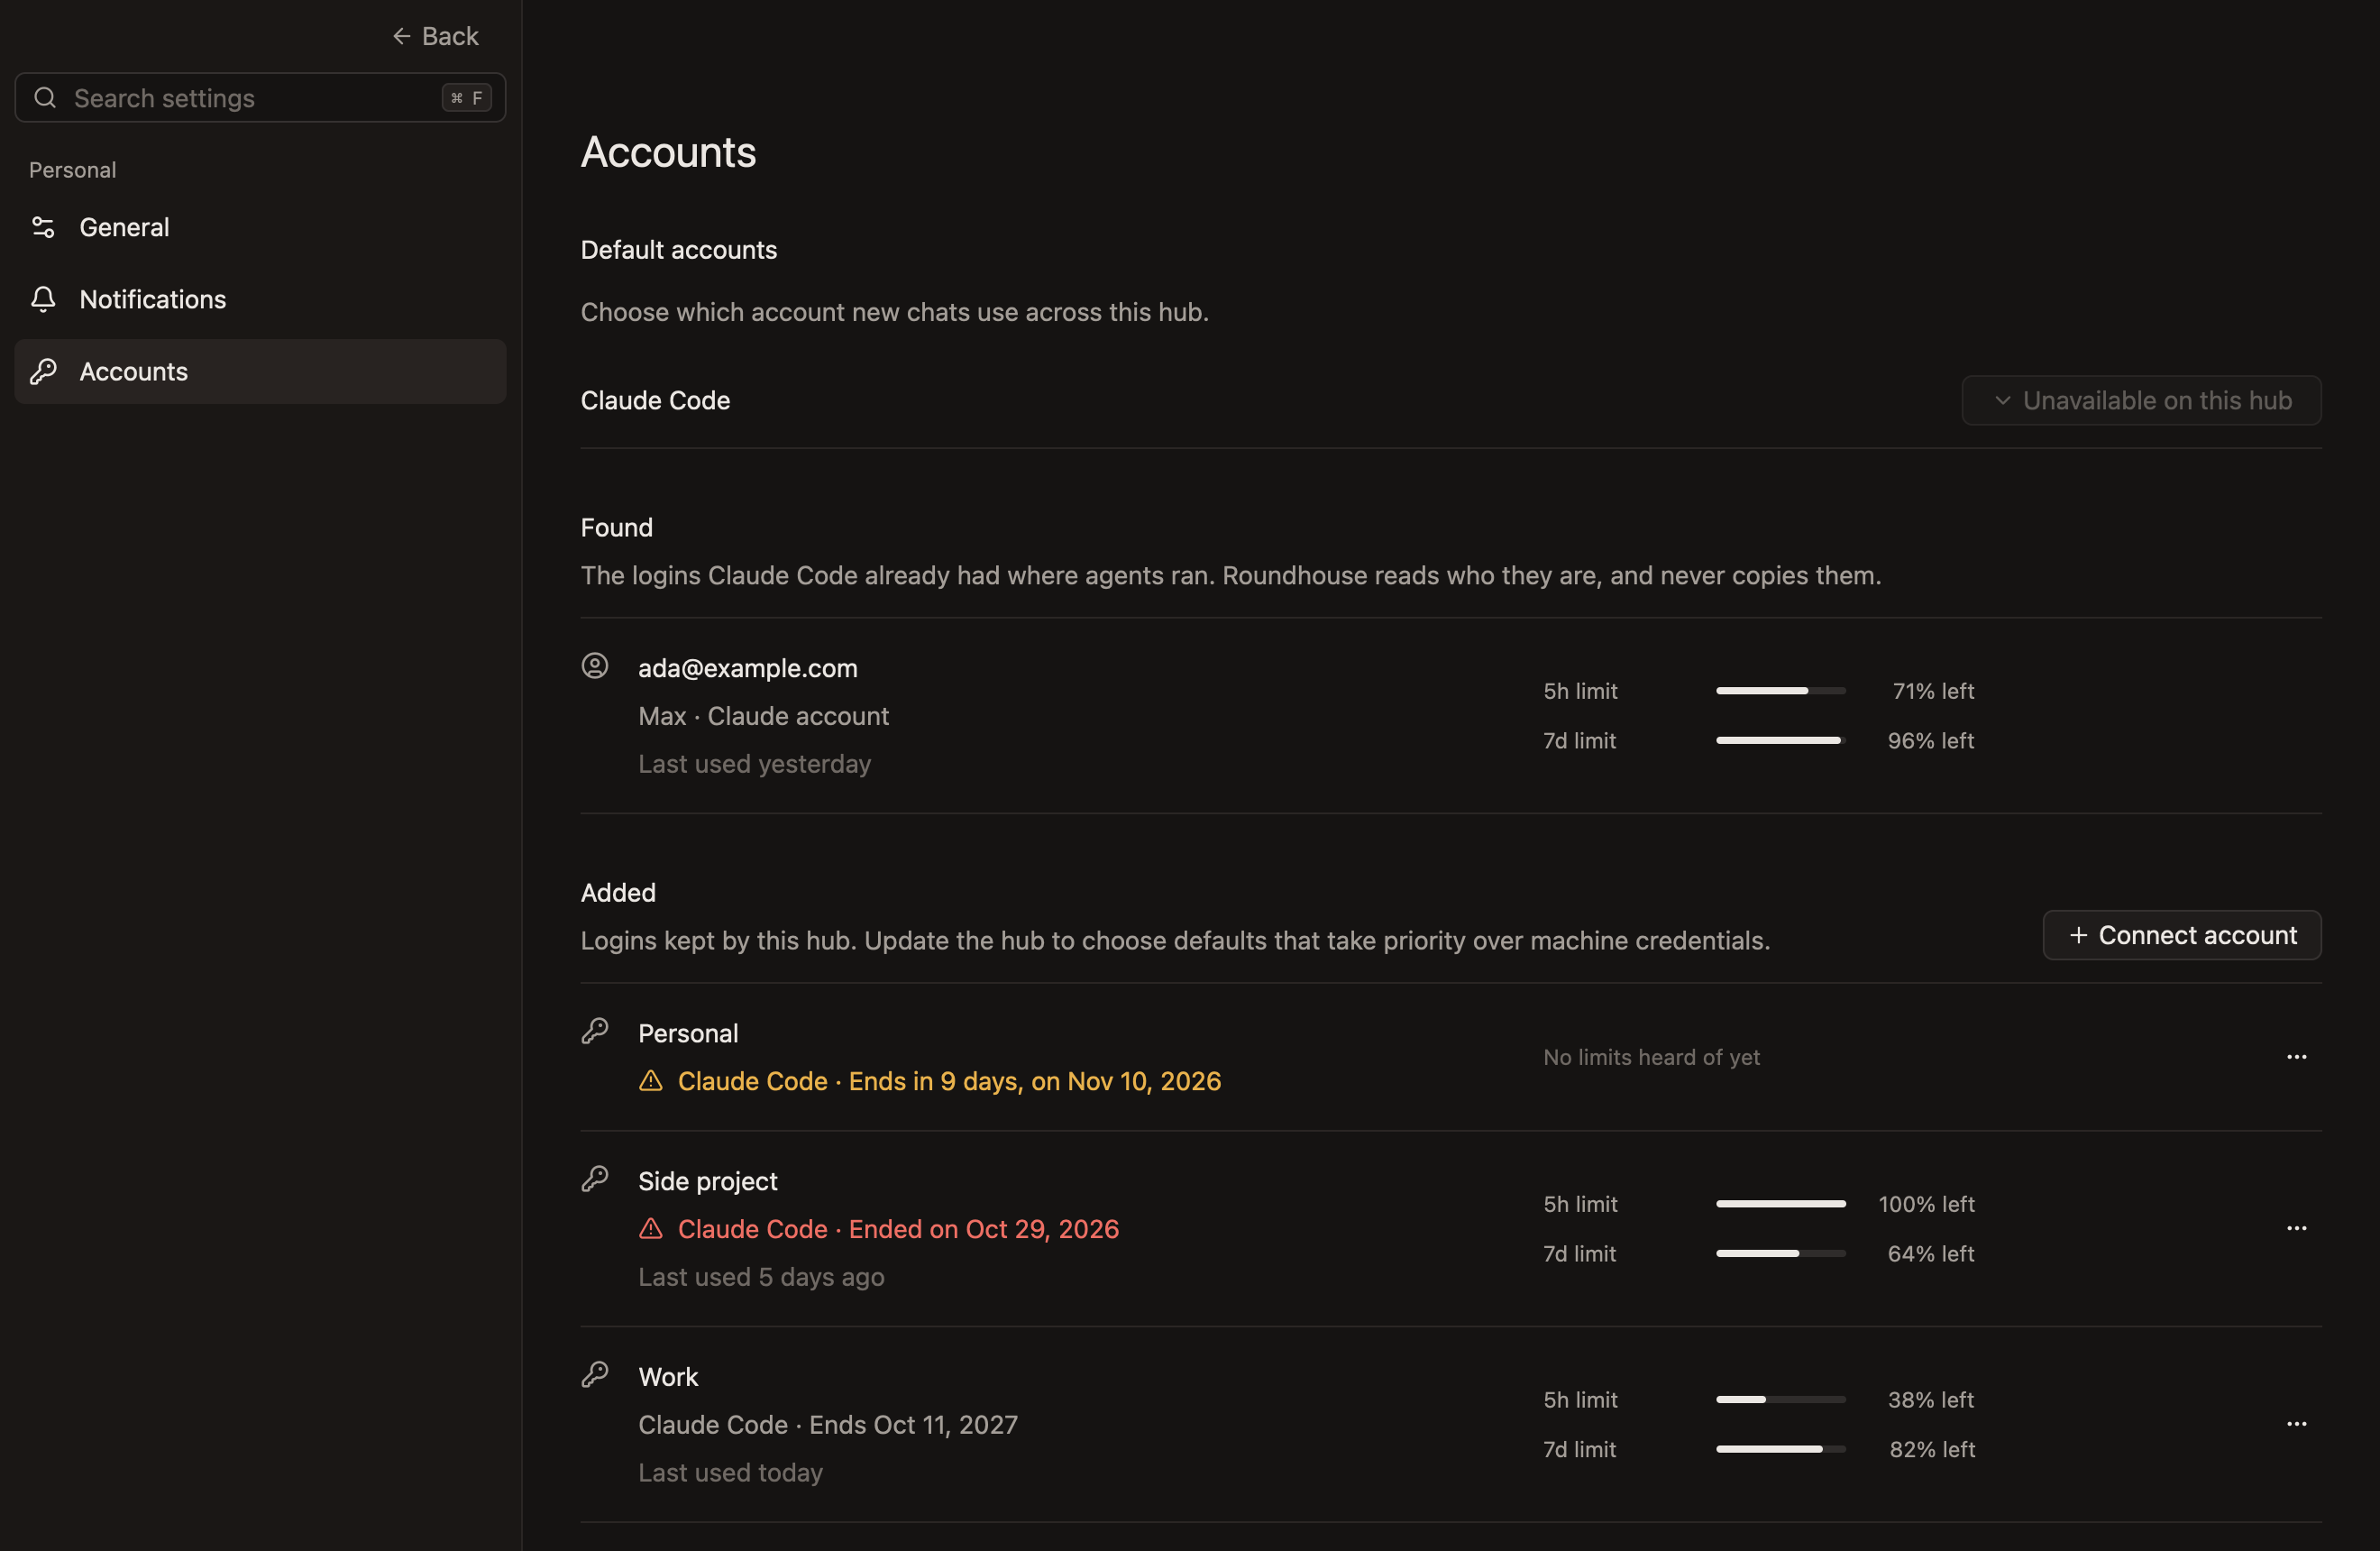 Back
Search settings
⌘ F
Personal
General
Notifications
Accounts
Accounts
Default accounts
Choose which account new chats use across this hub.
Claude Code
Unavailable on this hub
Found
The logins Claude Code already had where agents ran. Roundhouse reads who they are, and never copies them.
ada@example.com
Max · Claude account
Last used yesterday
5h limit 71% left
7d limit 96% left
Added
Logins kept by this hub. Update the hub to choose defaults that take priority over machine credentials.
Connect account
Personal
Claude Code · Ends in 9 days, on Nov 10, 2026
No limits heard of yet
Side project
Claude Code · Ended on Oct 29, 2026
Last used 5 days ago
5h limit 100% left
7d limit 64% left
Work
Claude Code · Ends Oct 11, 2027
Last used today
5h limit 38% left
7d limit 82% left